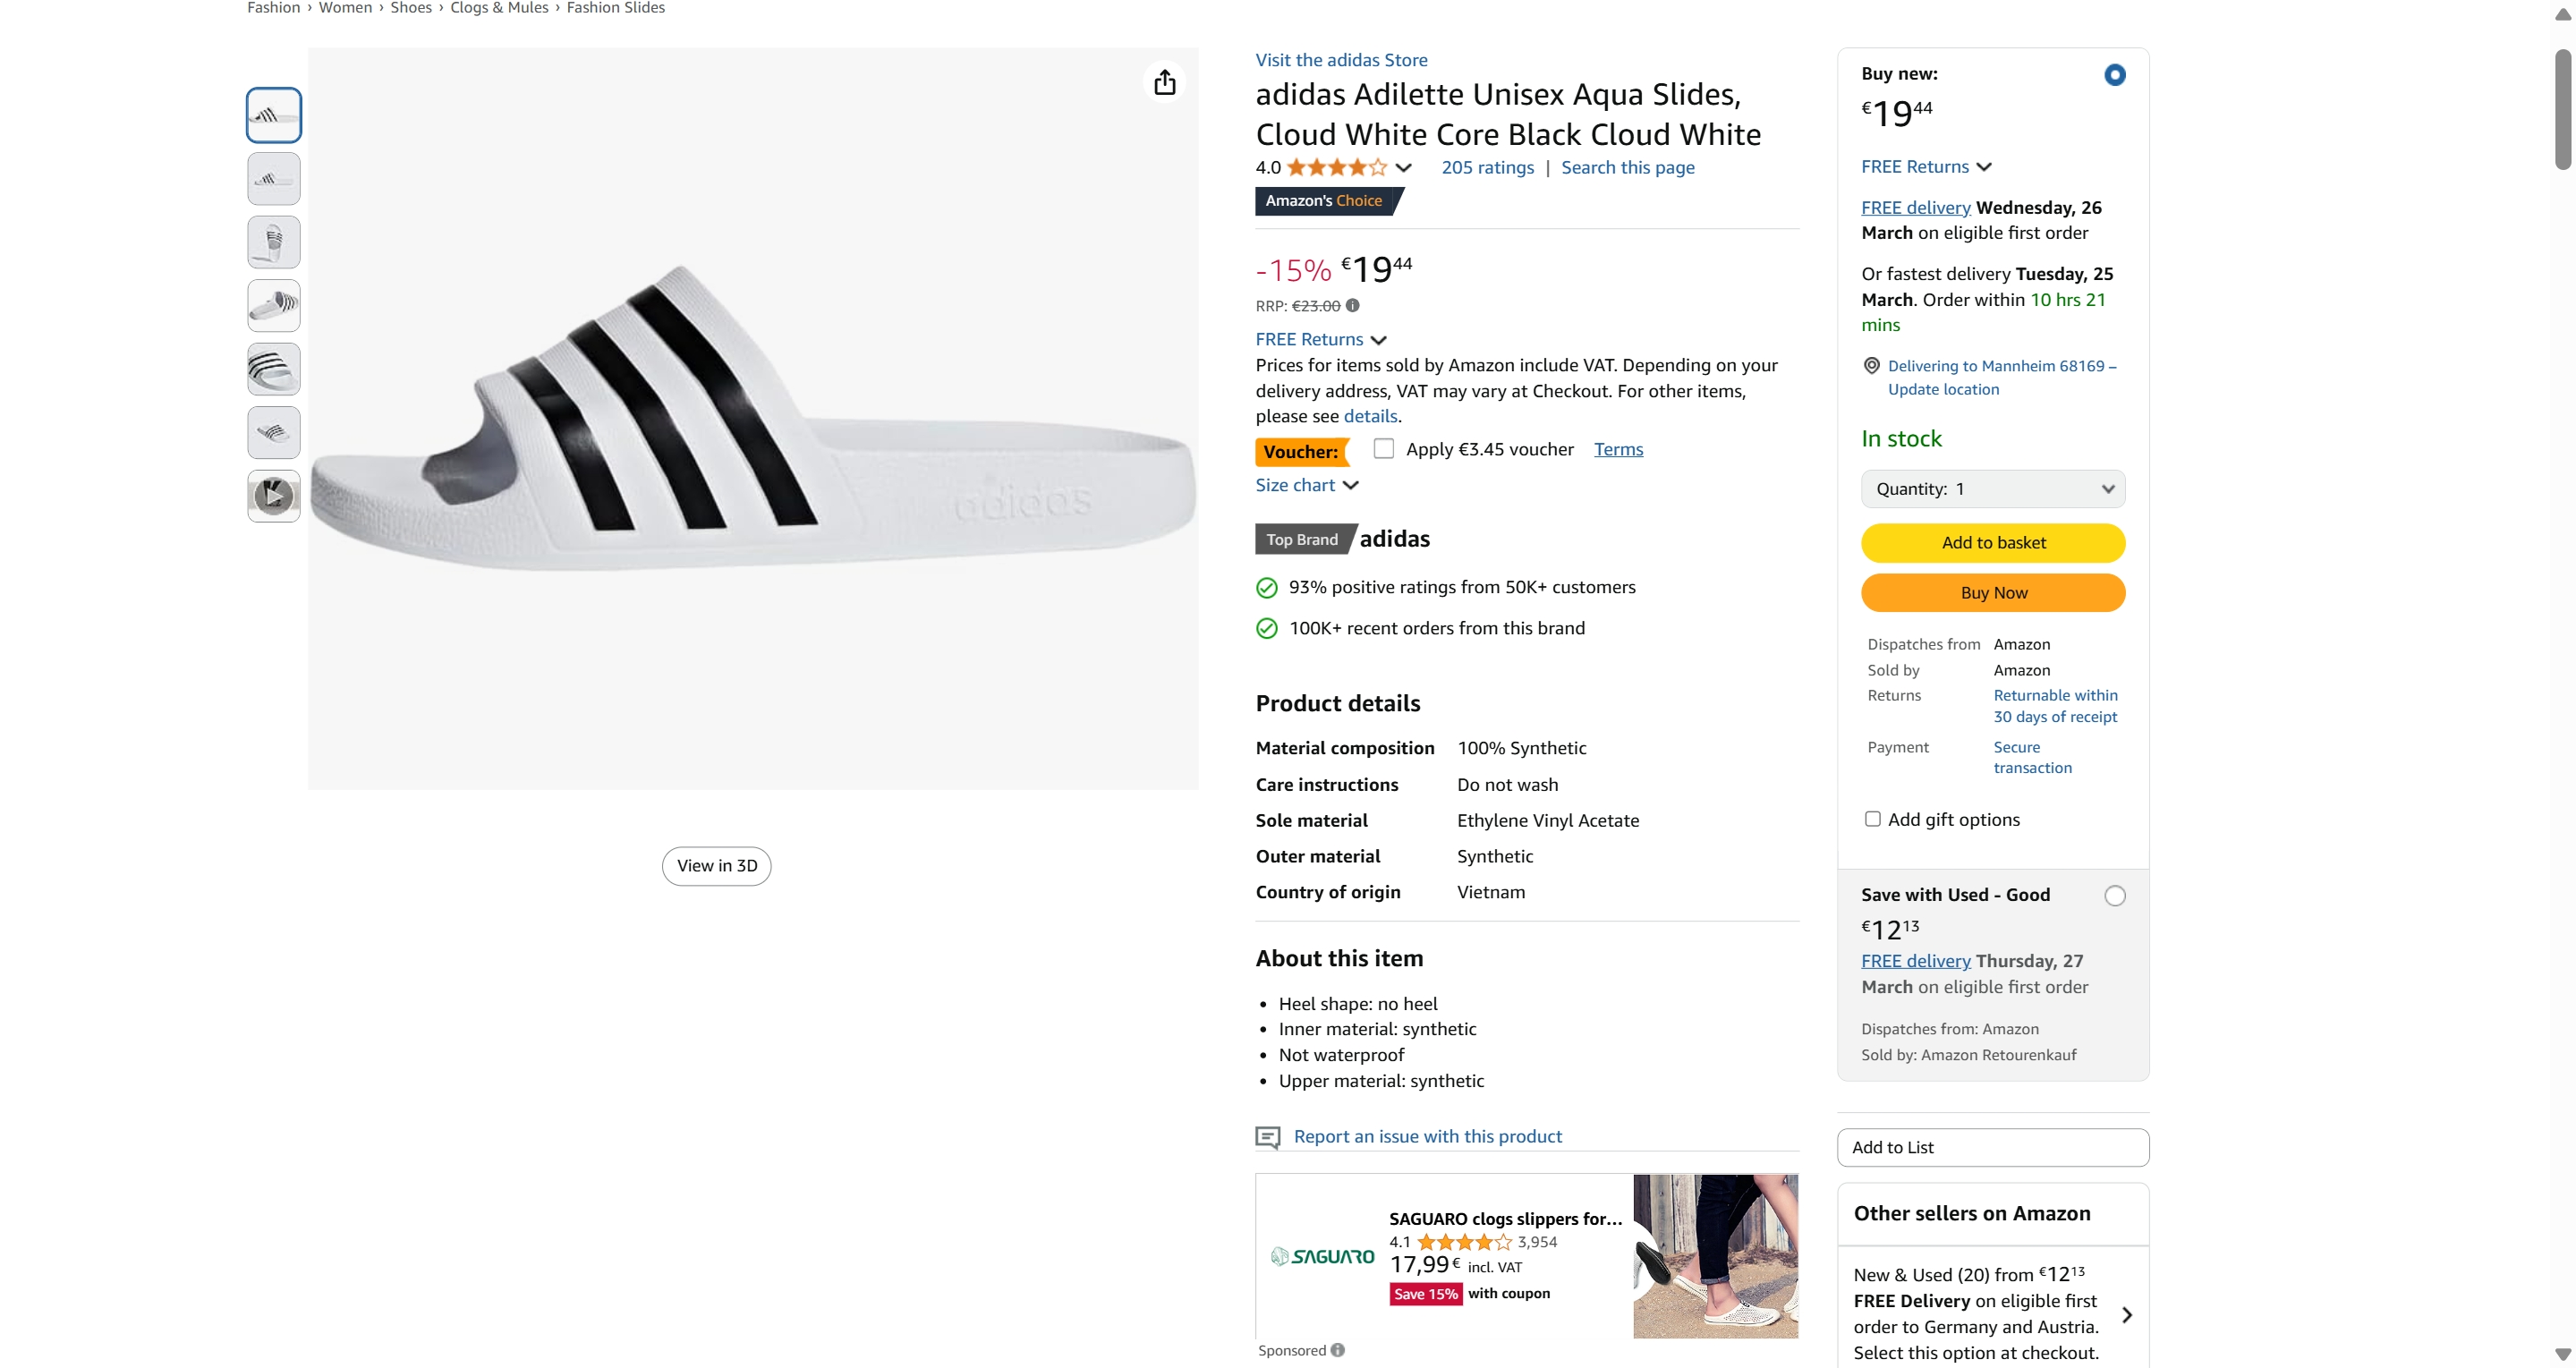 Fashion › Women › Shoes › Clogs & Mules › Fashion Slides
adidas
View in 3D
Visit the adidas Store
adidas Adilette Unisex Aqua Slides,
Cloud White Core Black Cloud White
4.0 205 ratings | Search this page
Amazon's Choice
-15% €19 44
RRP: €23.00
FREE Returns
Prices for items sold by Amazon include VAT. Depending on your
delivery address, VAT may vary at Checkout. For other items,
please see details.
Voucher: Apply €3.45 voucher Terms
Size chart
Top Brand adidas
93% positive ratings from 50K+ customers
100K+ recent orders from this brand
Product details
Material composition 100% Synthetic
Care instructions Do not wash
Sole material Ethylene Vinyl Acetate
Outer material Synthetic
Country of origin Vietnam
About this item
• Heel shape: no heel
• Inner material: synthetic
• Not waterproof
• Upper material: synthetic
Report an issue with this product
SAGUARO
SAGUARO clogs slippers for...
4.1 3,954
17,99€ incl. VAT
Save 15% with coupon
Sponsored
Buy new:
€19 44
FREE Returns
FREE delivery Wednesday, 26
March on eligible first order
Or fastest delivery Tuesday, 25
March. Order within 10 hrs 21
mins
Delivering to Mannheim 68169 –
Update location
In stock
Quantity: 1
Add to basket
Buy Now
Dispatches from Amazon
Sold by Amazon
Returns Returnable within
30 days of receipt
Payment Secure
transaction
Add gift options
Save with Used - Good
€12 13
FREE delivery Thursday, 27
March on eligible first order
Dispatches from: Amazon
Sold by: Amazon Retourenkauf
Add to List
Other sellers on Amazon
New & Used (20) from €12 13
FREE Delivery on eligible first
order to Germany and Austria.
Select this option at checkout.